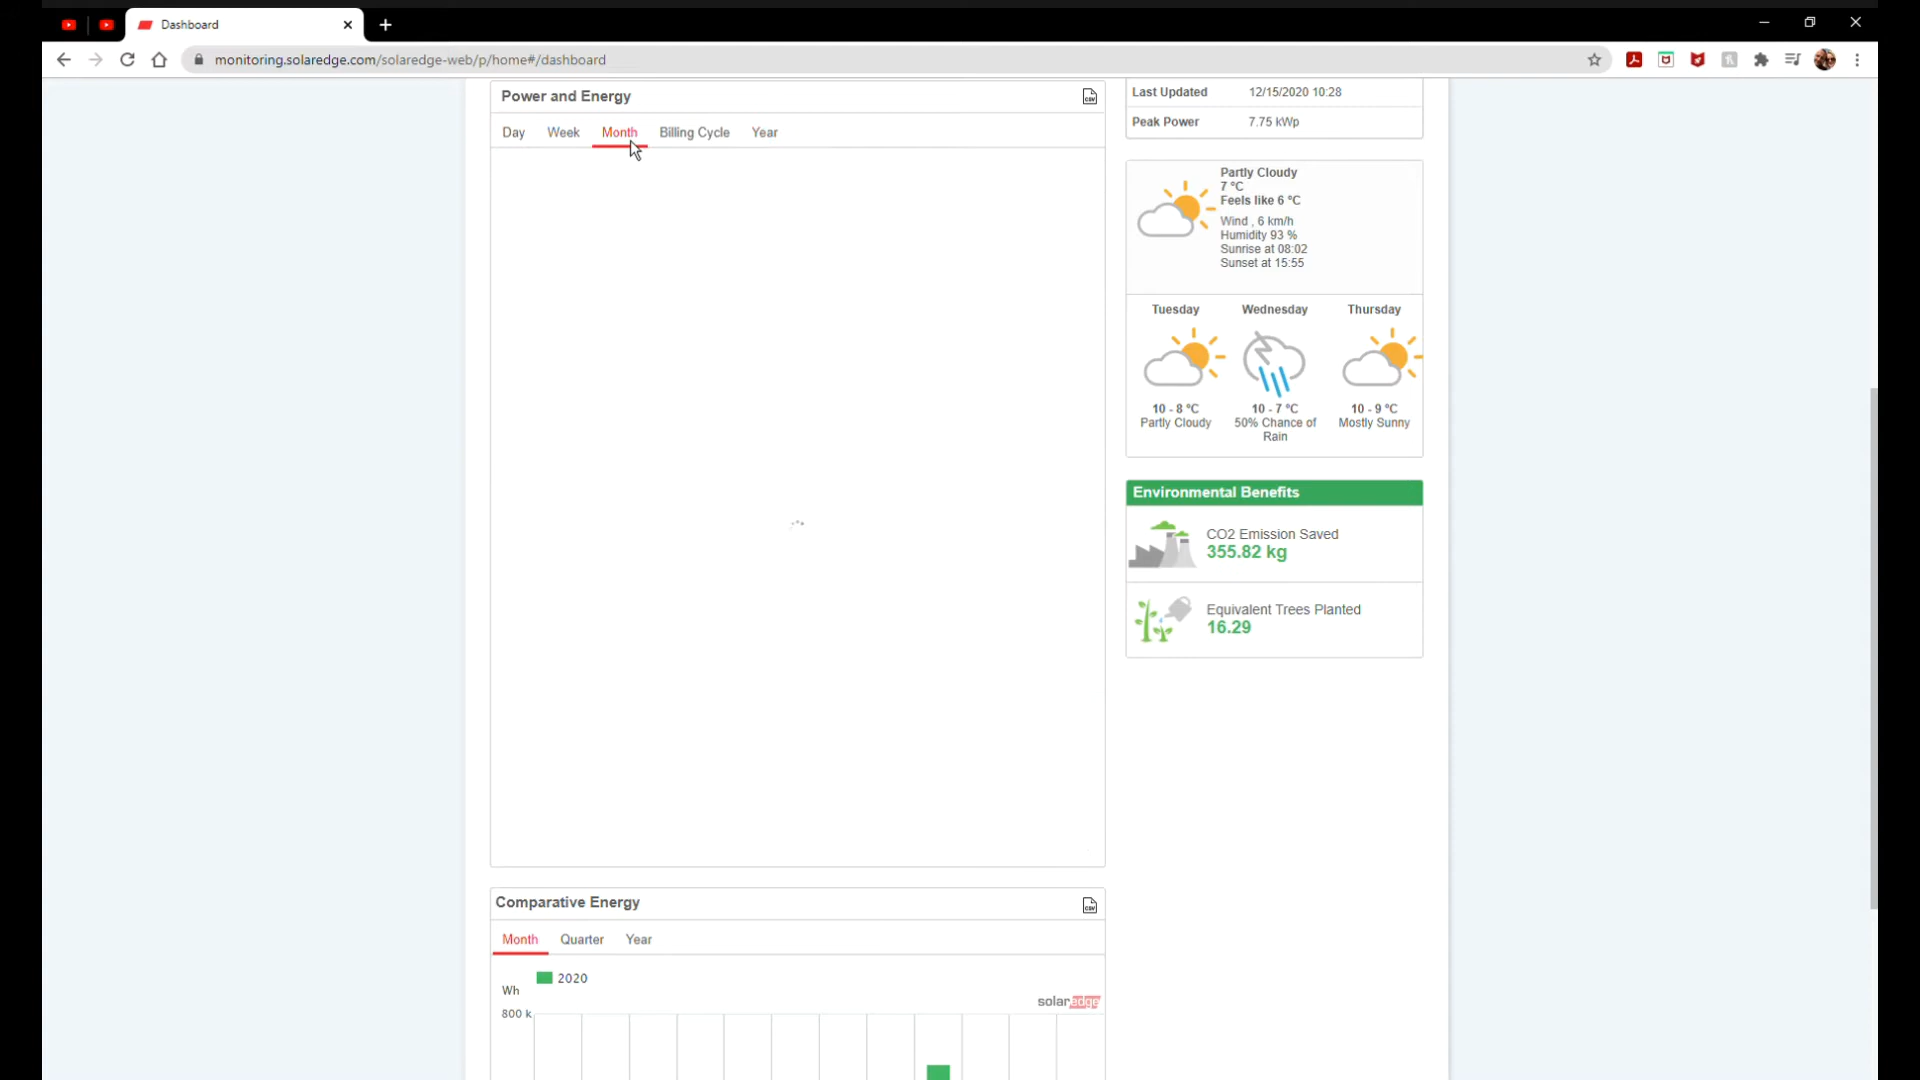 Dashboard
monitoring.solaredge.com/solaredge-web/p/home#/dashboard
Power and Energy
CSV
Day Week Month Billing Cycle Year
Last Updated 12/15/2020 10:28
Peak Power 7.75 kWp
Partly Cloudy
7 °C
Feels like 6 °C
Wind , 6 km/h
Humidity 93 %
Sunrise at 08:02
Sunset at 15:55
Tuesday Wednesday Thursday
10 - 8 °C 10 - 7 °C 10 - 9 °C
Partly Cloudy 50% Chance of Rain Mostly Sunny
Environmental Benefits
CO2 Emission Saved
355.82 kg
Equivalent Trees Planted
16.29
Comparative Energy
CSV
Month Quarter Year
2020
Wh
solaredge
800 k